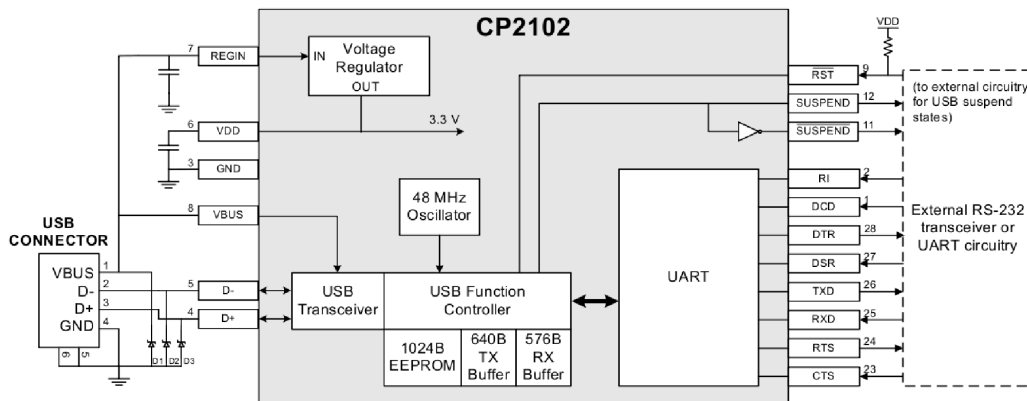 CP2102
VDD
7
REGIN
IN
Voltage
Regulator
OUT
9
RST
(to external circuitry
for USB suspend
states)
12
SUSPEND
11
SUSPEND
6
VDD
3.3 V
3
GND
8
VBUS
48 MHz
Oscillator
USB
CONNECTOR
VBUS
1
D-
2
D+
3
GND
4
6
5
D1
D2
D3
5
D-
4
D+
USB
Transceiver
USB Function
Controller
1024B
EEPROM
640B
TX
Buffer
576B
RX
Buffer
UART
RI
2
DCD
1
DTR
28
DSR
27
TXD
26
RXD
25
RTS
24
CTS
23
External RS-232
transceiver or
UART circuitry